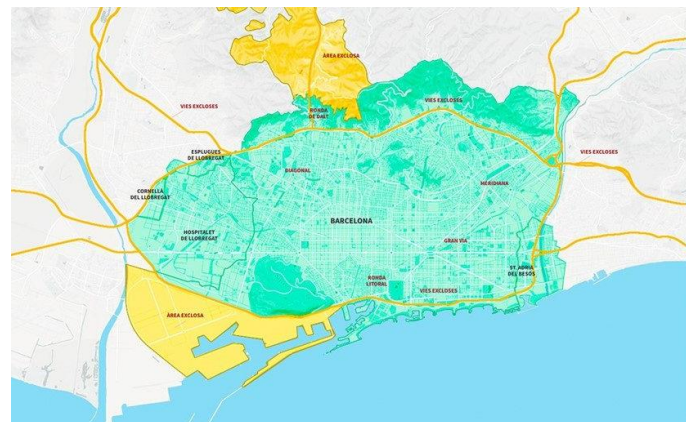 ÀREA EXCLOSA
VIES EXCLOSES
VIES EXCLOSES
RONDA
DE DALT
ESPLUGUES
DE LLOBREGAT
VIES EXCLOSES
DIAGONAL
MERIDIANA
CORNELLÀ
DEL LLOBREGAT
BARCELONA
HOSPITALET
DE LLOBREGAT
GRAN VIA
ST. ADRIÀ
DEL BESÒS
RONDA
LITORAL
VIES EXCLOSES
ÀREA EXCLOSA